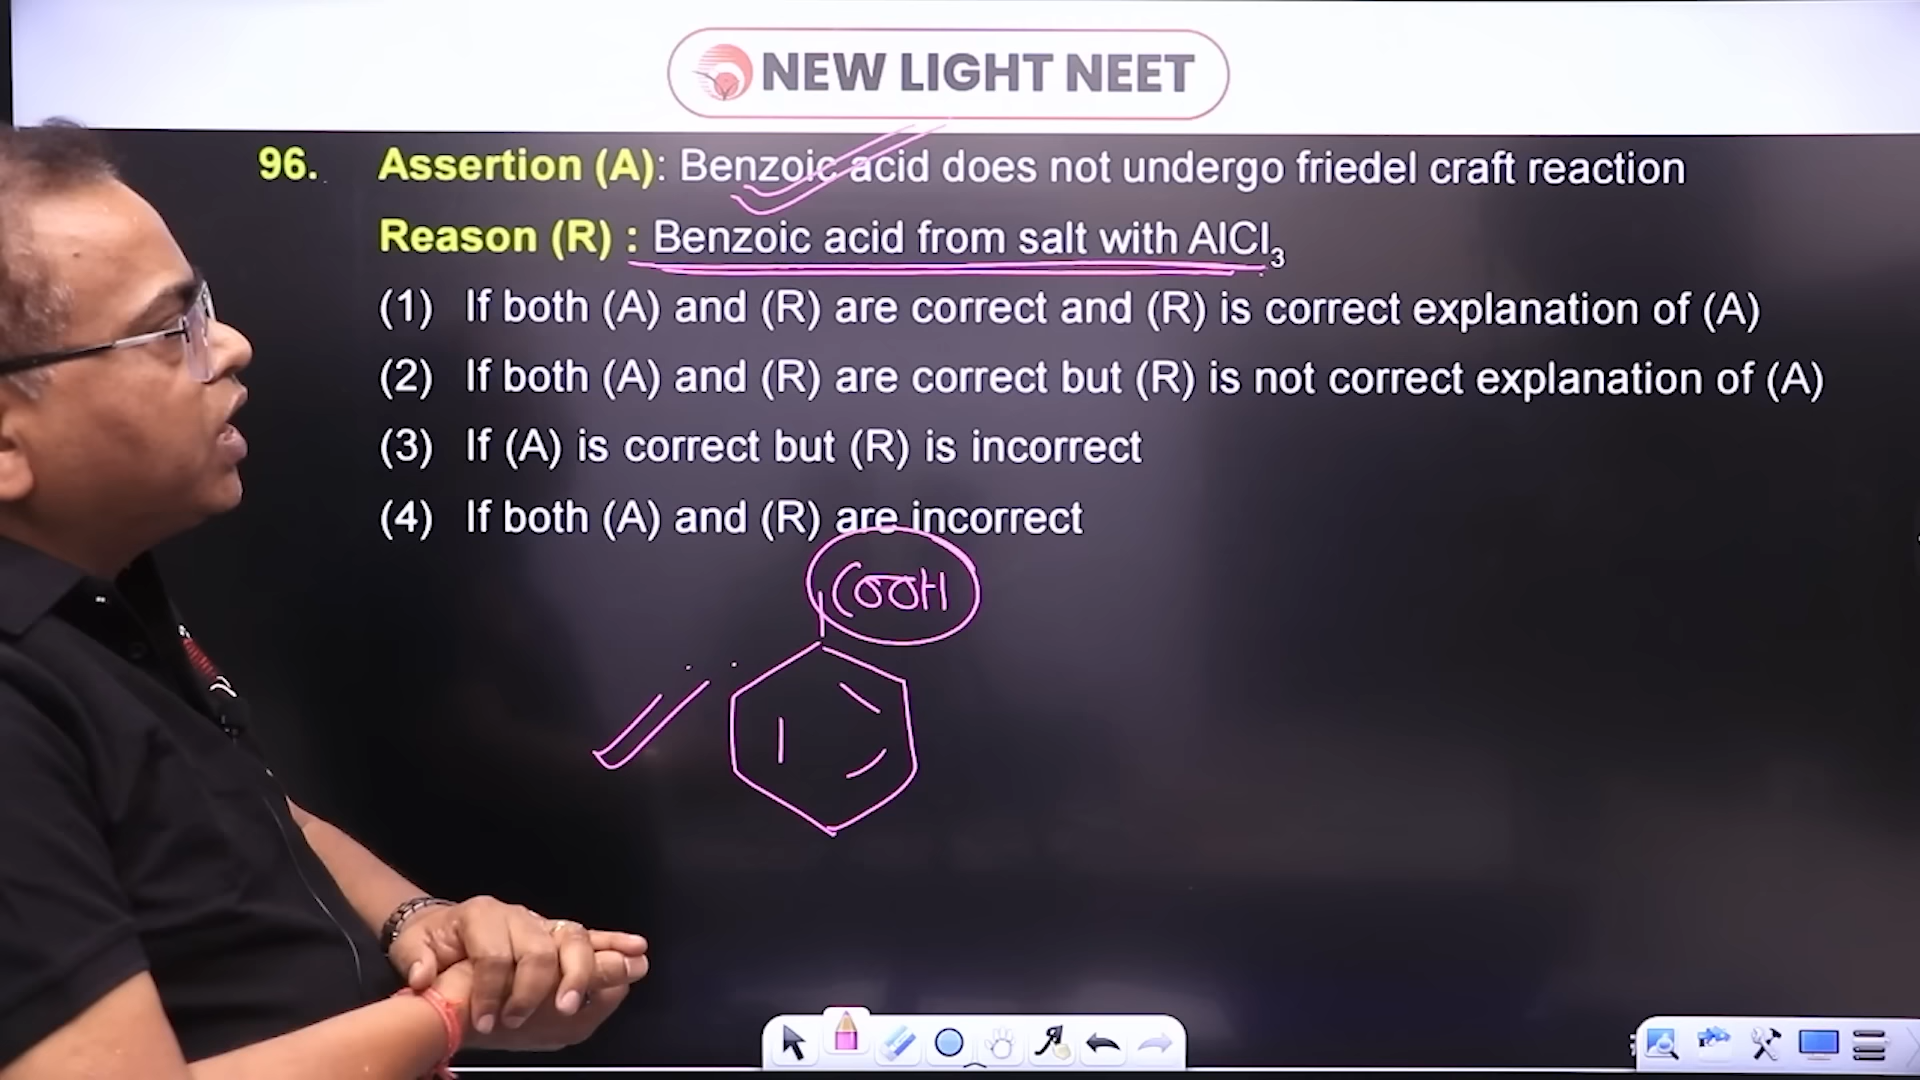 NEW LIGHT NEET
96. Assertion (A): Benzoic acid does not undergo friedel craft reaction
Reason (R) : Benzoic acid from salt with AlCl₃
(1) If both (A) and (R) are correct and (R) is correct explanation of (A)
(2) If both (A) and (R) are correct but (R) is not correct explanation of (A)
(3) If (A) is correct but (R) is incorrect
(4) If both (A) and (R) are incorrect
COOH